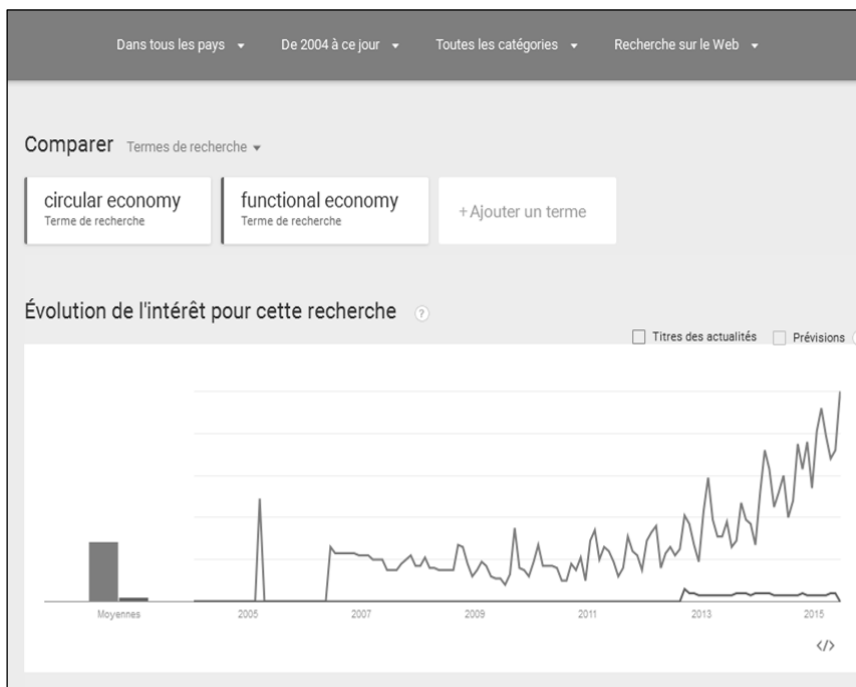 Dans tous les pays De 2004 à ce jour Toutes les catégories Recherche sur le Web
Comparer Termes de recherche
circular economy
Terme de recherche
functional economy
Terme de recherche
+Ajouter un terme
Évolution de l'intérêt pour cette recherche ?
Titres des actualités Prévisions
Moyennes 2005 2007 2009 2011 2013 2015
</>